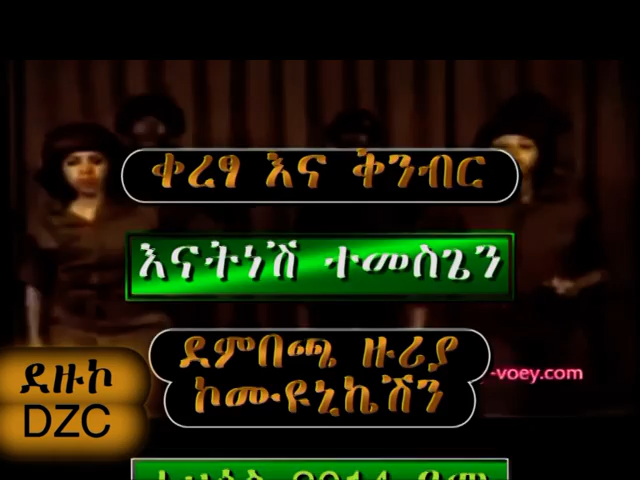 ቀረፃ እና ቅንብር
እናትነሽ ተመስጌን
ደምበጫ ዙሪያ
ኮሙዩኒኬሽን
-voey.com
ደዙኮ
DZC